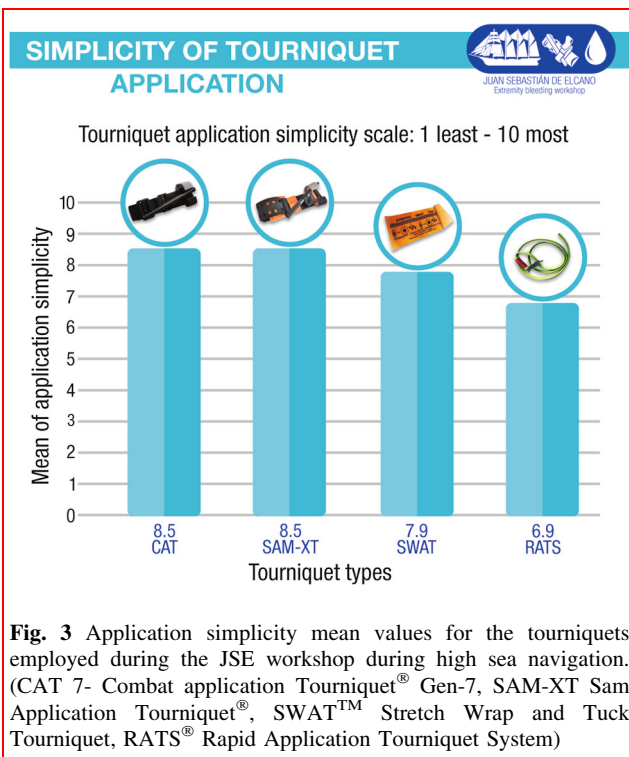 SIMPLICITY OF TOURNIQUET
APPLICATION
JUAN SEBASTIÁN DE ELCANO
Extremity bleeding workshop
Tourniquet application simplicity scale: 1 least - 10 most
Mean of application simplicity
10
9
8
7
6
5
4
3
2
1
0
8.5 8.5 7.9 6.9
CAT SAM-XT SWAT RATS
Tourniquet types
Fig. 3 Application simplicity mean values for the tourniquets
employed during the JSE workshop during high sea navigation.
(CAT 7- Combat application Tourniquet® Gen-7, SAM-XT Sam
Application Tourniquet®, SWAT™ Stretch Wrap and Tuck
Tourniquet, RATS® Rapid Application Tourniquet System)